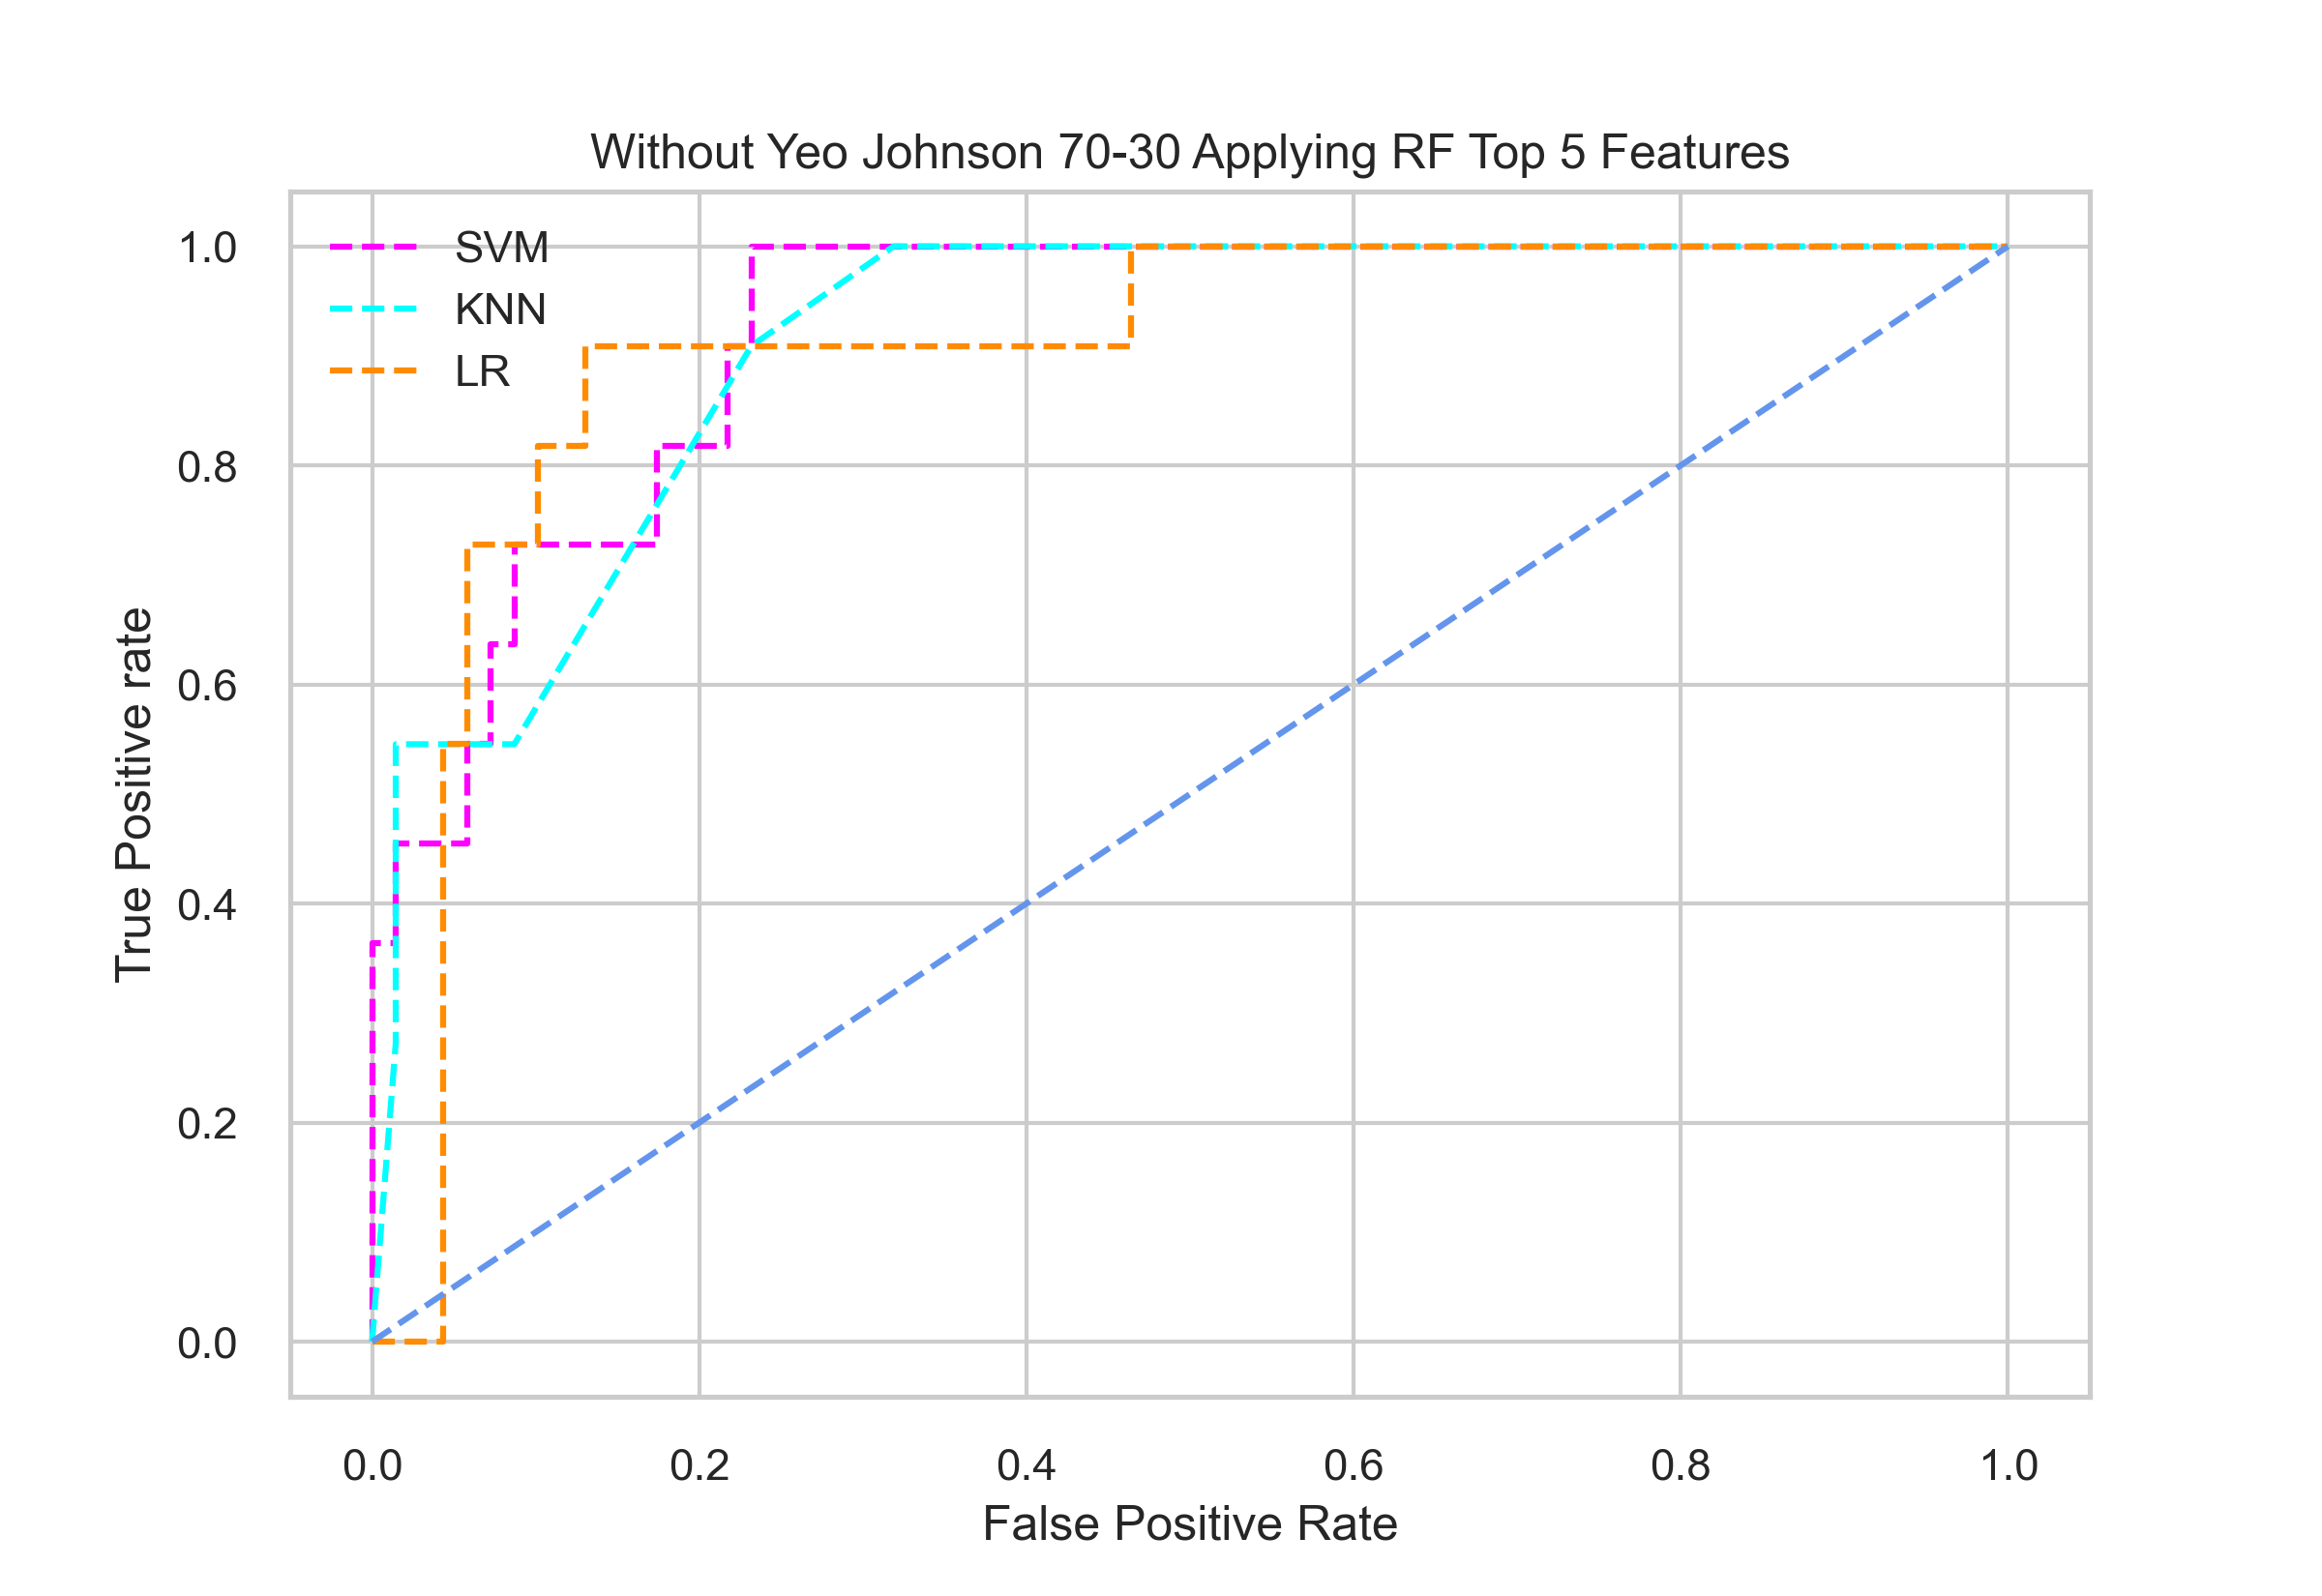 Without Yeo Johnson 70-30 Applying RF Top 5 Features
SVM
KNN
LR
1.0
0.8
0.6
0.4
0.2
0.0
True Positive rate
0.0 0.2 0.4 0.6 0.8 1.0
False Positive Rate